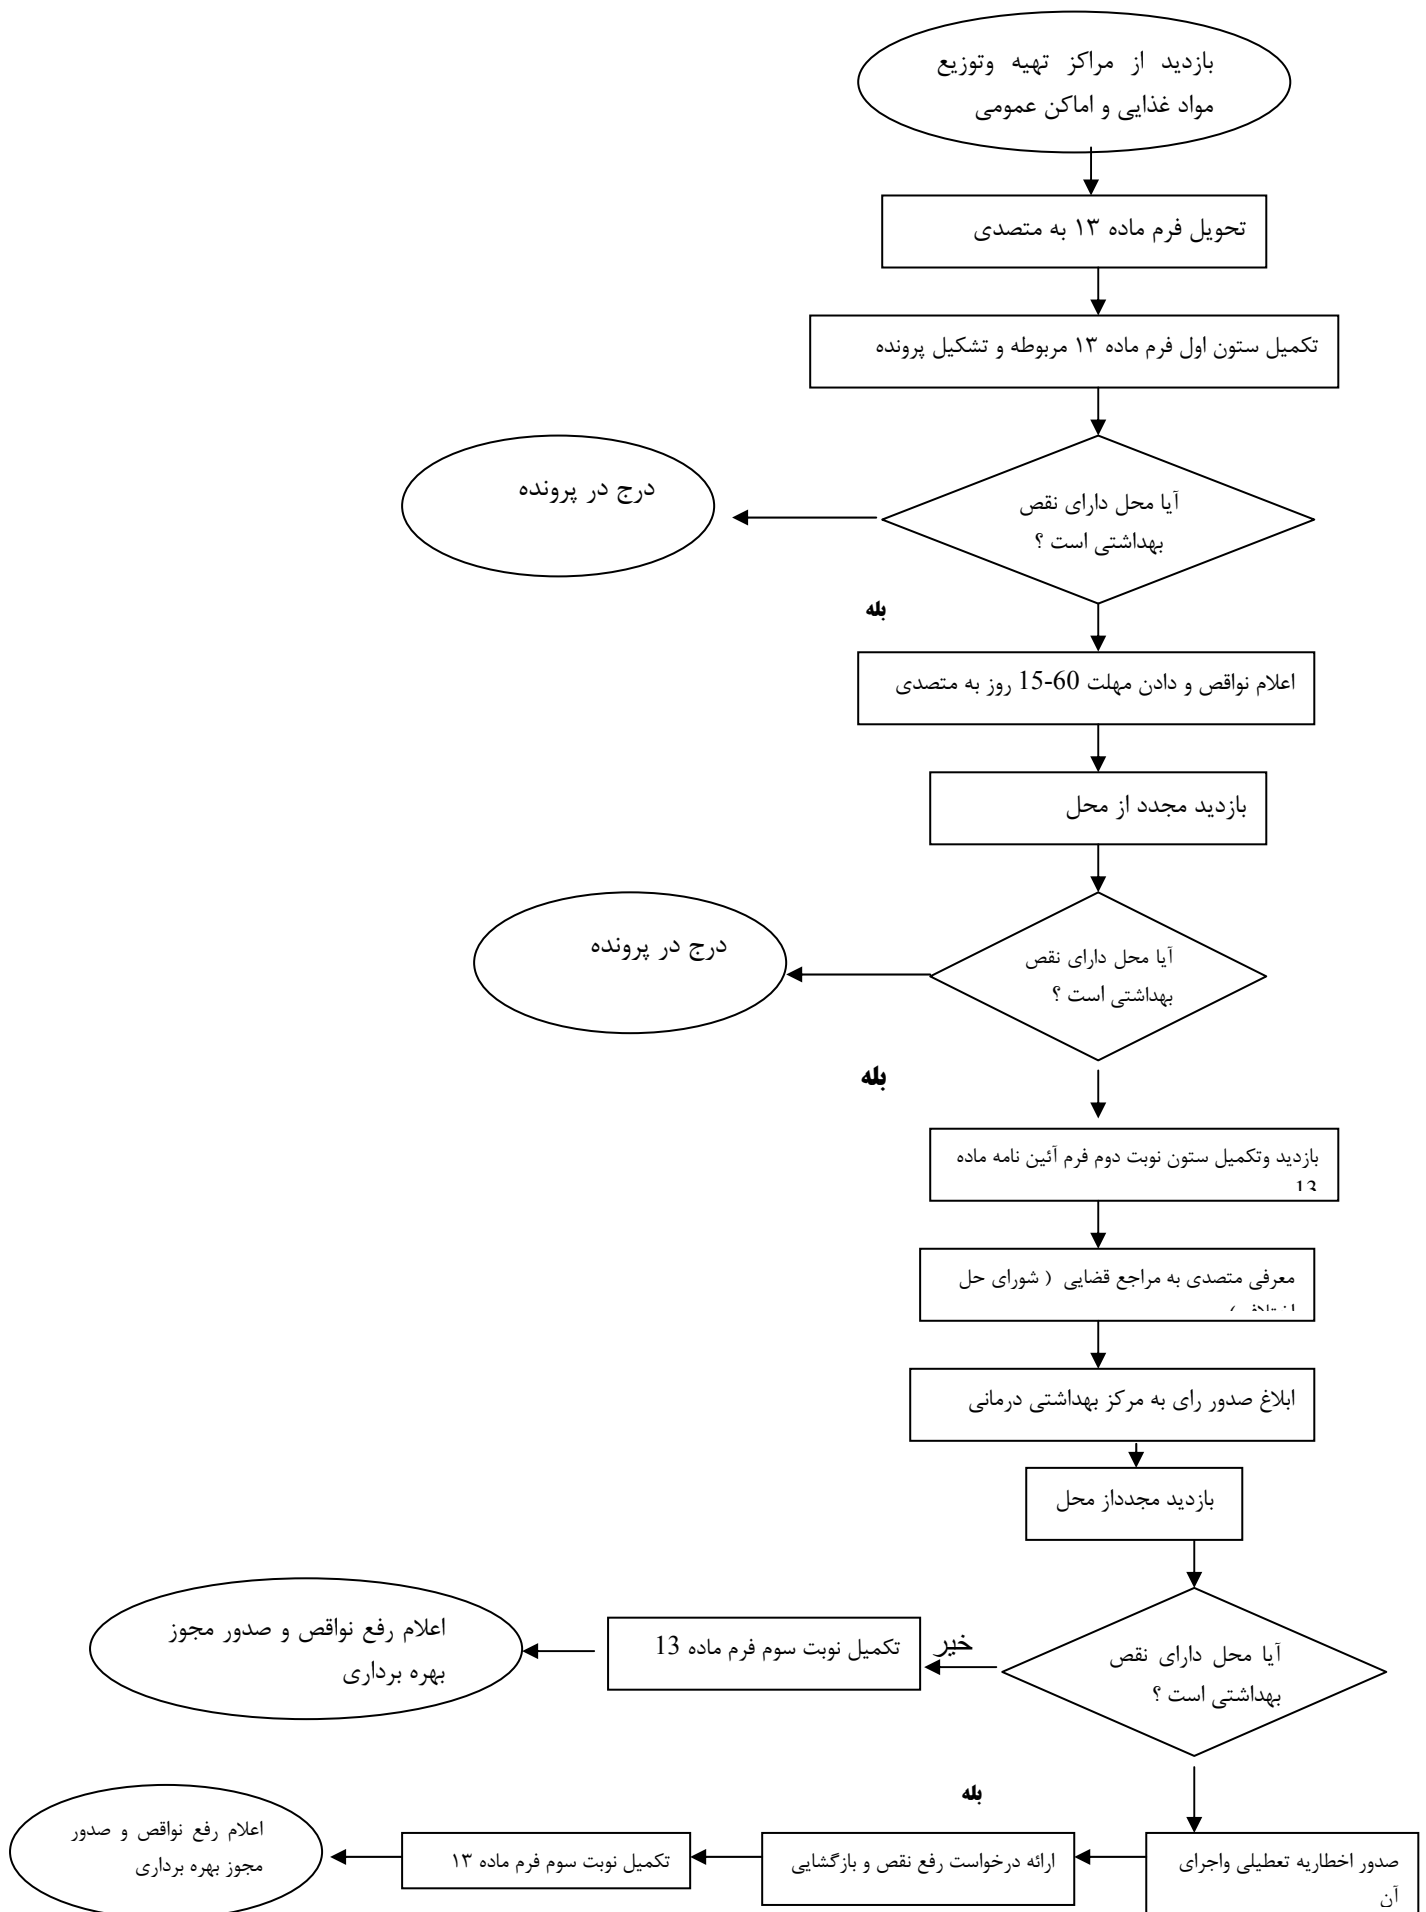 بازدید از مراکز تهیه وتوزیع
مواد غذایی و اماکن عمومی
تحویل فرم ماده ۱۳ به متصدی
تکمیل ستون اول فرم ماده ۱۳ مربوطه و تشکیل پرونده
آیا محل دارای نقص
بهداشتی است ؟
درج در پرونده
بله
اعلام نواقص و دادن مهلت 60-15 روز به متصدی
بازدید مجدد از محل
آیا محل دارای نقص
بهداشتی است ؟
درج در پرونده
بله
بازدید وتکمیل ستون نوبت دوم فرم آئین نامه ماده
13
معرفی متصدی به مراجع قضایی ( شورای حل
ابلاغ صدور رای به مرکز بهداشتی درمانی
بازدید مجدداز محل
آیا محل دارای نقص
بهداشتی است ؟
خیر
تکمیل نوبت سوم فرم ماده 13
اعلام رفع نواقص و صدور مجوز
بهره برداری
بله
صدور اخطاریه تعطیلی واجرای
آن
ارائه درخواست رفع نقص و بازگشایی
تکمیل نوبت سوم فرم ماده ۱۳
اعلام رفع نواقص و صدور
مجوز بهره برداری